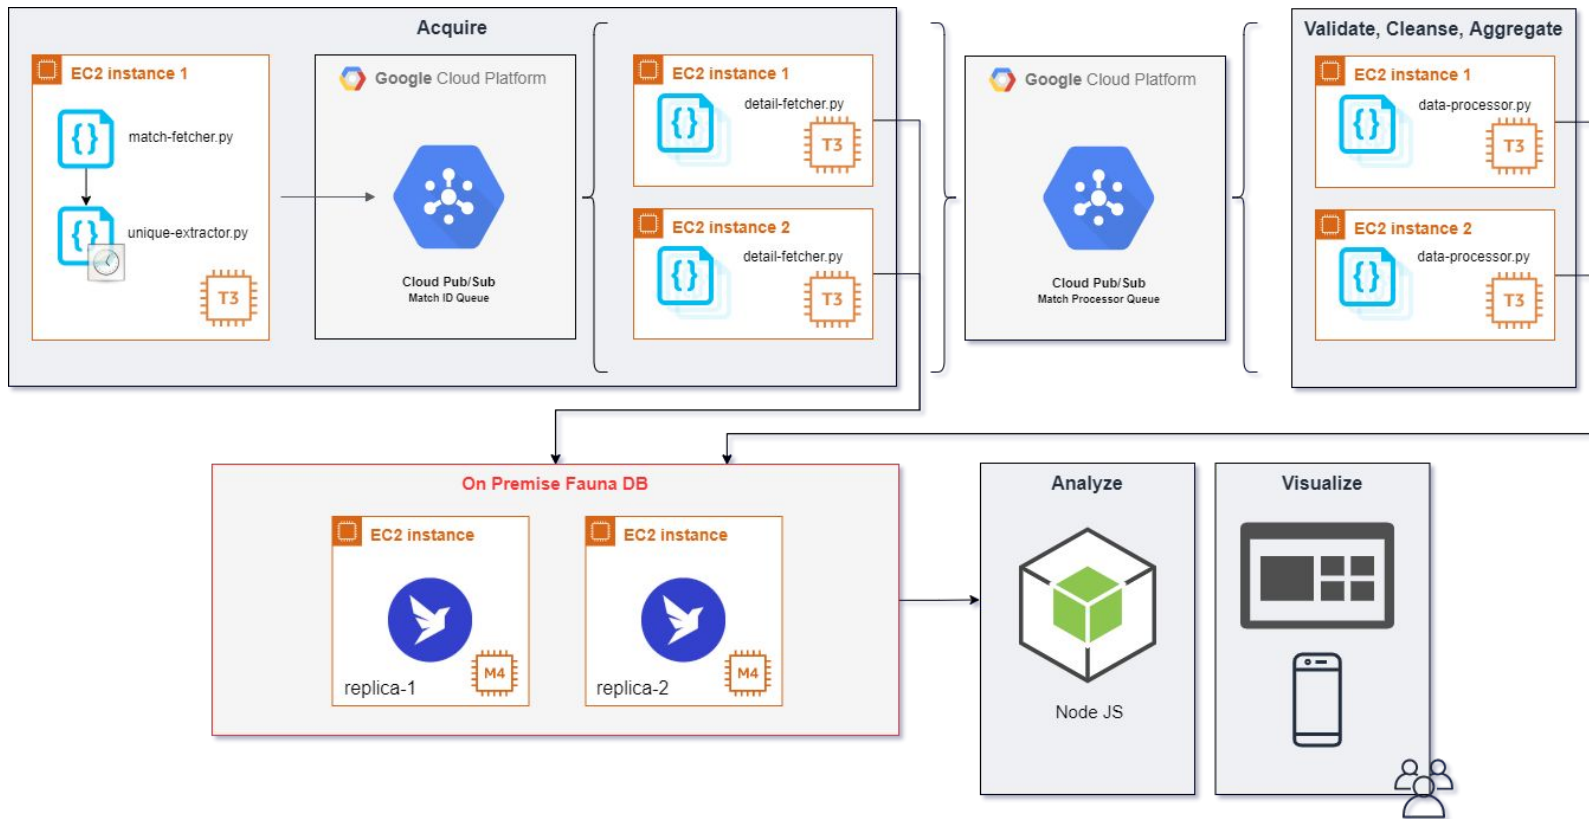 Acquire
EC2 instance 1
match-fetcher.py
unique-extractor.py
T3
Google Cloud Platform
Cloud Pub/Sub
Match ID Queue
EC2 instance 1
detail-fetcher.py
T3
EC2 instance 2
detail-fetcher.py
T3
Google Cloud Platform
Cloud Pub/Sub
Match Processor Queue
Validate, Cleanse, Aggregate
EC2 instance 1
data-processor.py
T3
EC2 instance 2
data-processor.py
T3
On Premise Fauna DB
EC2 instance
replica-1
M4
EC2 instance
replica-2
M4
Analyze
Node JS
Visualize